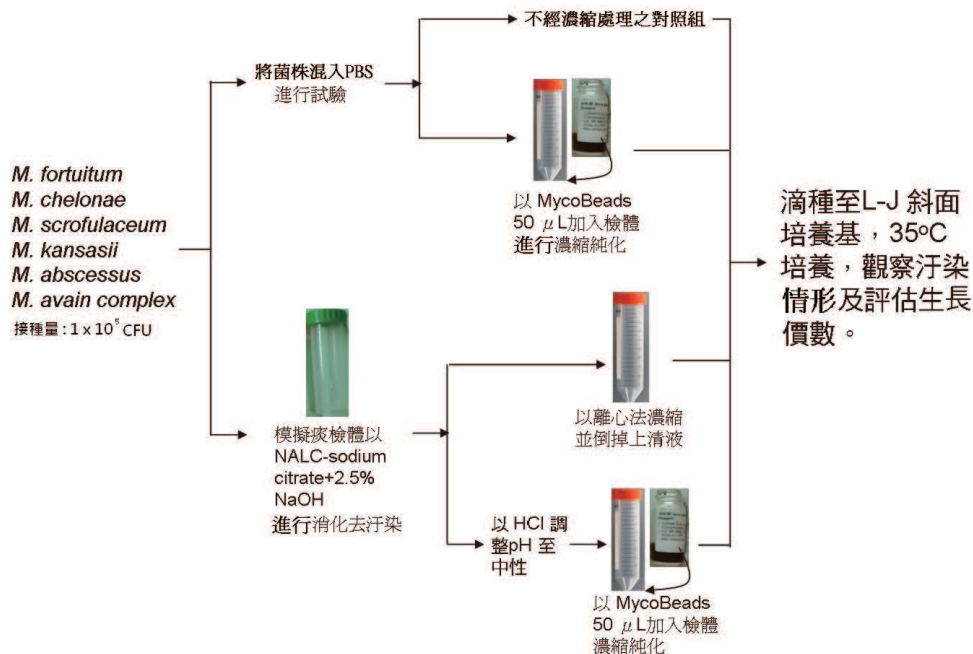 不經濃縮處理之對照組
將菌株混入PBS
進行試驗
M. fortuitum
M. chelonae
M. scrofulaceum
M. kansasii
M. abscessus
M. avain complex
接種量:1 x 10⁵ CFU
以 MycoBeads
50 μL加入檢體
進行濃縮純化
滴種至L-J 斜面
培養基,35ºC
培養,觀察汙染
情形及評估生長
價數。
模擬痰檢體以
NALC-sodium
citrate+2.5%
NaOH
進行消化去汙染
以離心法濃縮
並倒掉上清液
以 HCl 調
整pH 至
中性
以 MycoBeads
50 μL加入檢體
濃縮純化